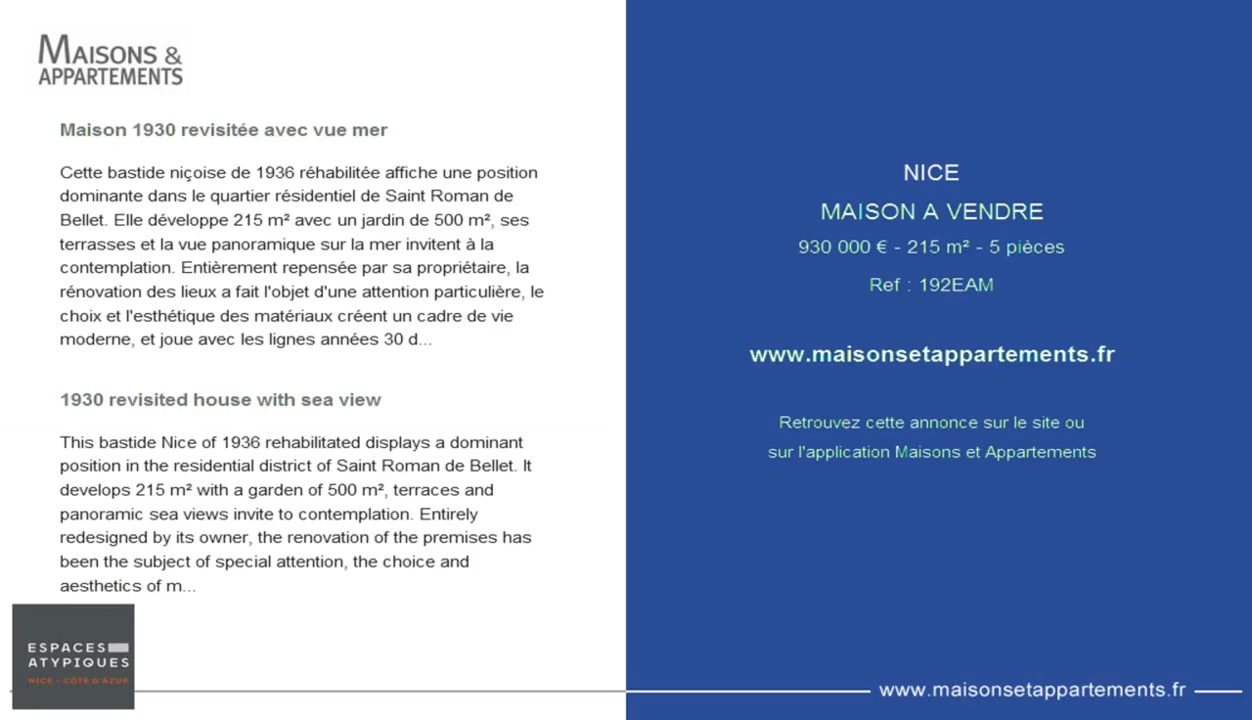 MAISONS &
APPARTEMENTS
Maison 1930 revisitée avec vue mer
Cette bastide niçoise de 1936 réhabilitée affiche une position
dominante dans le quartier résidentiel de Saint Roman de
Bellet. Elle développe 215 m² avec un jardin de 500 m², ses
terrasses et la vue panoramique sur la mer invitent à la
contemplation. Entièrement repensée par sa propriétaire, la
rénovation des lieux a fait l'objet d'une attention particulière, le
choix et l'esthétique des matériaux créent un cadre de vie
moderne, et joue avec les lignes années 30 d...
1930 revisited house with sea view
This bastide Nice of 1936 rehabilitated displays a dominant
position in the residential district of Saint Roman de Bellet. It
develops 215 m² with a garden of 500 m², terraces and
panoramic sea views invite to contemplation. Entirely
redesigned by its owner, the renovation of the premises has
been the subject of special attention, the choice and
aesthetics of m...
ESPACES
ATYPIQUES
NICE - CÔTE D'AZUR
NICE
MAISON A VENDRE
930 000 € - 215 m² - 5 pièces
Ref : 192EAM
www.maisonsetappartements.fr
Retrouvez cette annonce sur le site ou
sur l'application Maisons et Appartements
www.maisonsetappartements.fr